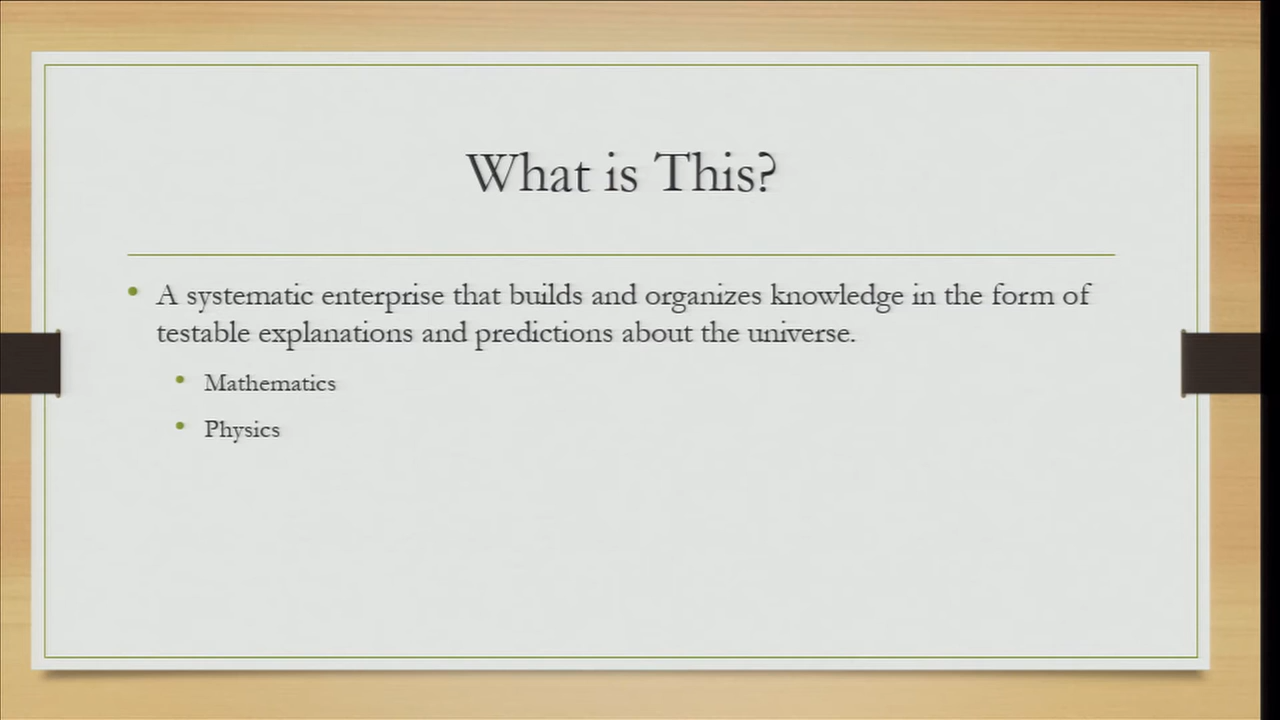 What is This?
A systematic enterprise that builds and organizes knowledge in the form of
testable explanations and predictions about the universe.
Mathematics
Physics